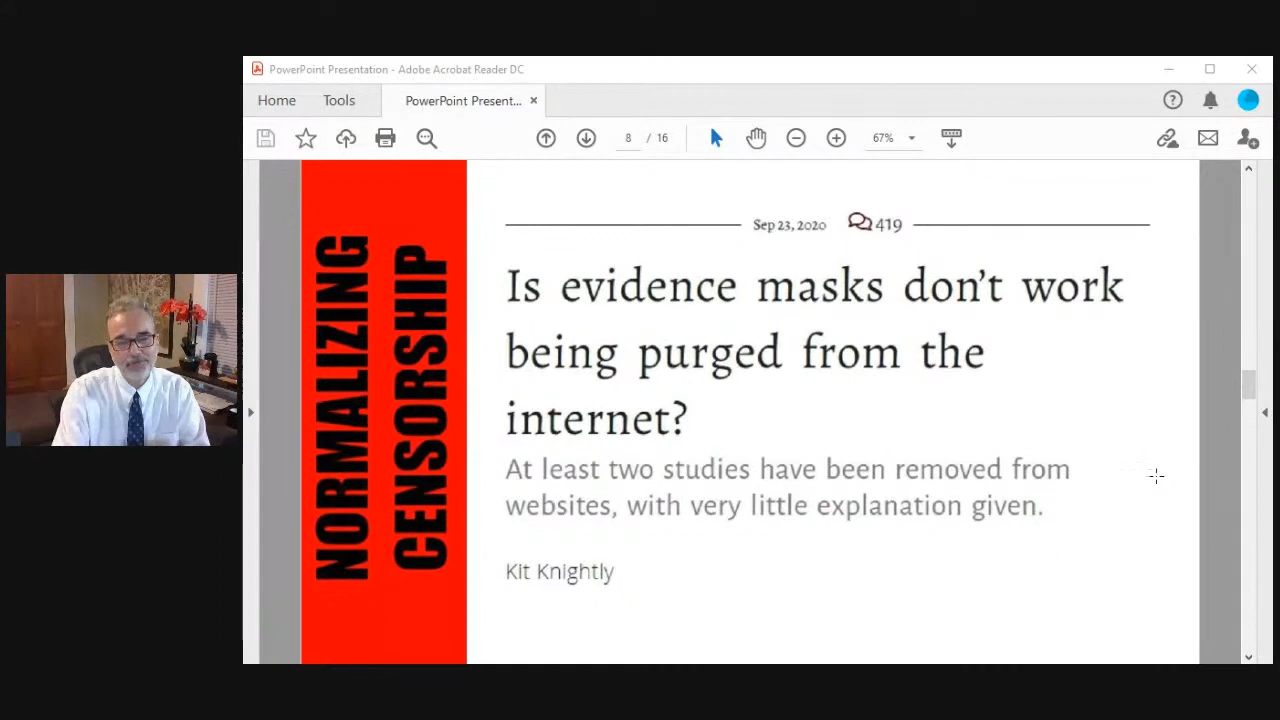 PowerPoint Presentation - Adobe Acrobat Reader DC
Home Tools PowerPoint Present... ×
8 / 16 67%
NORMALIZING
CENSORSHIP
Sep 23, 2020 419
Is evidence masks don't work
being purged from the
internet?
At least two studies have been removed from
websites, with very little explanation given.
Kit Knightly